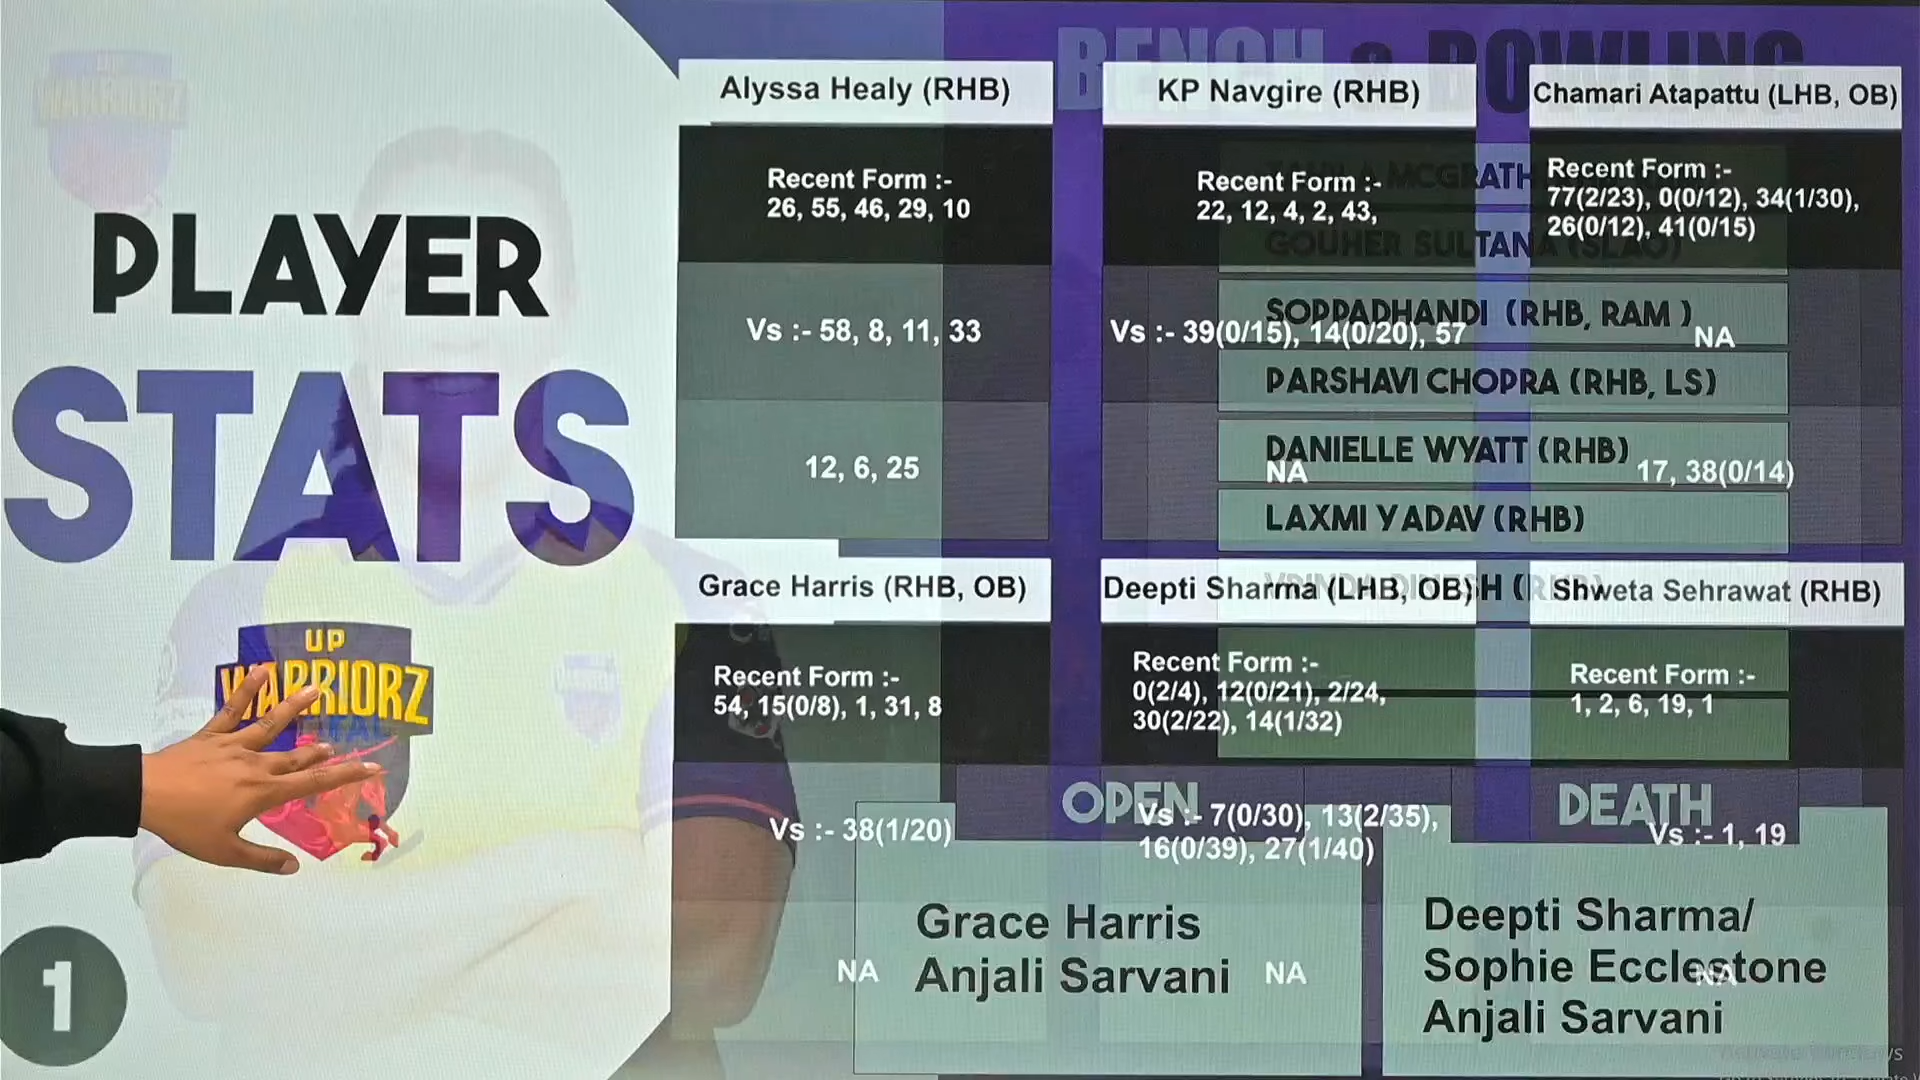 UP
WARRIORZ
PLAYER
STATS
UP
WARRIORZ
1
BENCH & BOWLING
Alyssa Healy (RHB)
Recent Form :-
26, 55, 46, 29, 10
Vs :- 58, 8, 11, 33
12, 6, 25
KP Navgire (RHB)
Recent Form :-
22, 12, 4, 2, 43,
Vs :- 39(0/15), 14(0/20), 57
NA
Chamari Atapattu (LHB, OB)
Recent Form :-
77(2/23), 0(0/12), 34(1/30),
26(0/12), 41(0/15)
NA
17, 38(0/14)
MCGRATH
GOUHER SULTANA (SLAO)
SOPPADHANDI (RHB, RAM )
PARSHAVI CHOPRA (RHB, LS)
DANIELLE WYATT (RHB)
LAXMI YADAV (RHB)
Grace Harris (RHB, OB)
Recent Form :-
54, 15(0/8), 1, 31, 8
Vs :- 38(1/20)
NA
Deepti Sharma (LHB, OB)
Recent Form :-
0(2/4), 12(0/21), 2/24,
30(2/22), 14(1/32)
Vs :- 7(0/30), 13(2/35),
16(0/39), 27(1/40)
NA
Shweta Sehrawat (RHB)
Recent Form :-
1, 2, 6, 19, 1
Vs :- 1, 19
NA
OPEN
Grace Harris
Anjali Sarvani
DEATH
Deepti Sharma/
Sophie Ecclestone
Anjali Sarvani